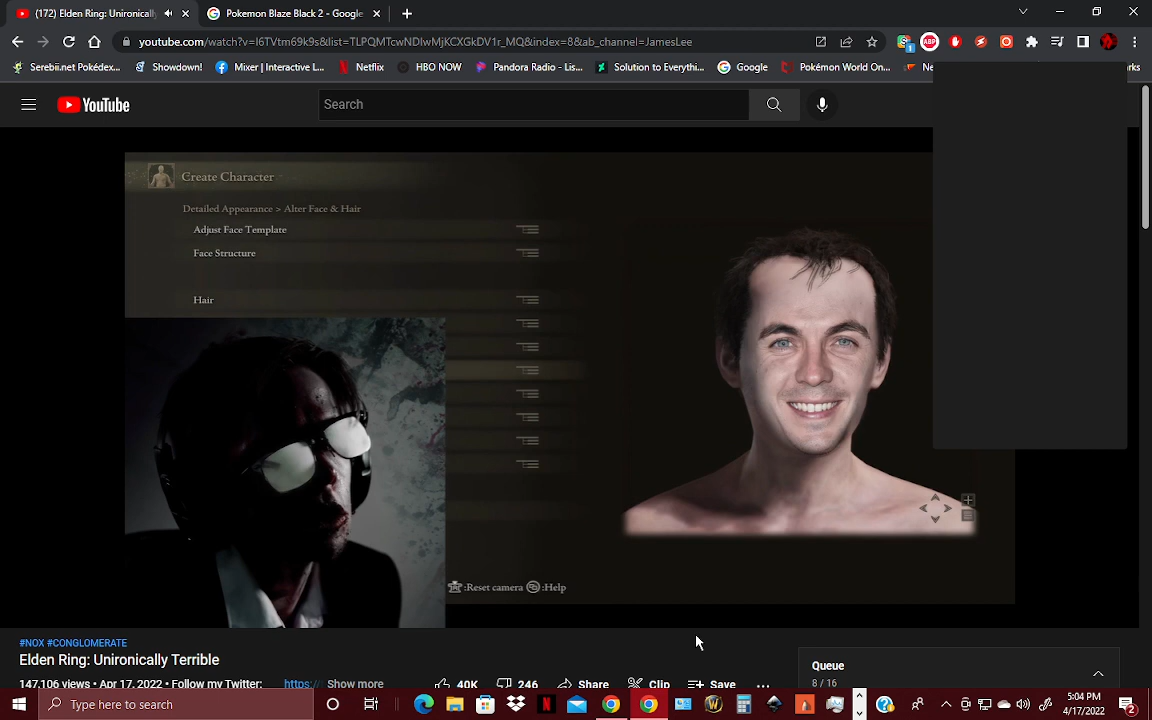 (172) Elden Ring: Unironically
Pokemon Blaze Black 2 - Google
youtube.com/watch?v=I6TVtm69k9s&list=TLPQMTcwNDIwMjKCXGkDV1r_MQ&index=8&ab_channel=JamesLee
Serebii.net Pokédex...
Showdown!
Mixer | Interactive L...
Netflix
HBO NOW
Pandora Radio - Lis...
Solution to Everythi...
Google
Pokémon World On...
YouTube
Search
Create Character
Detailed Appearance > Alter Face & Hair
Adjust Face Template
Face Structure
Hair
:Reset camera :Help
#NOX #CONGLOMERATE
Elden Ring: Unironically Terrible
147,106 views • Apr 17, 2022 • Follow my Twitter: https:/ Show more
40K
246
Share
Clip
Save
Queue
8 / 16
Type here to search
5:04 PM
4/17/2022
2